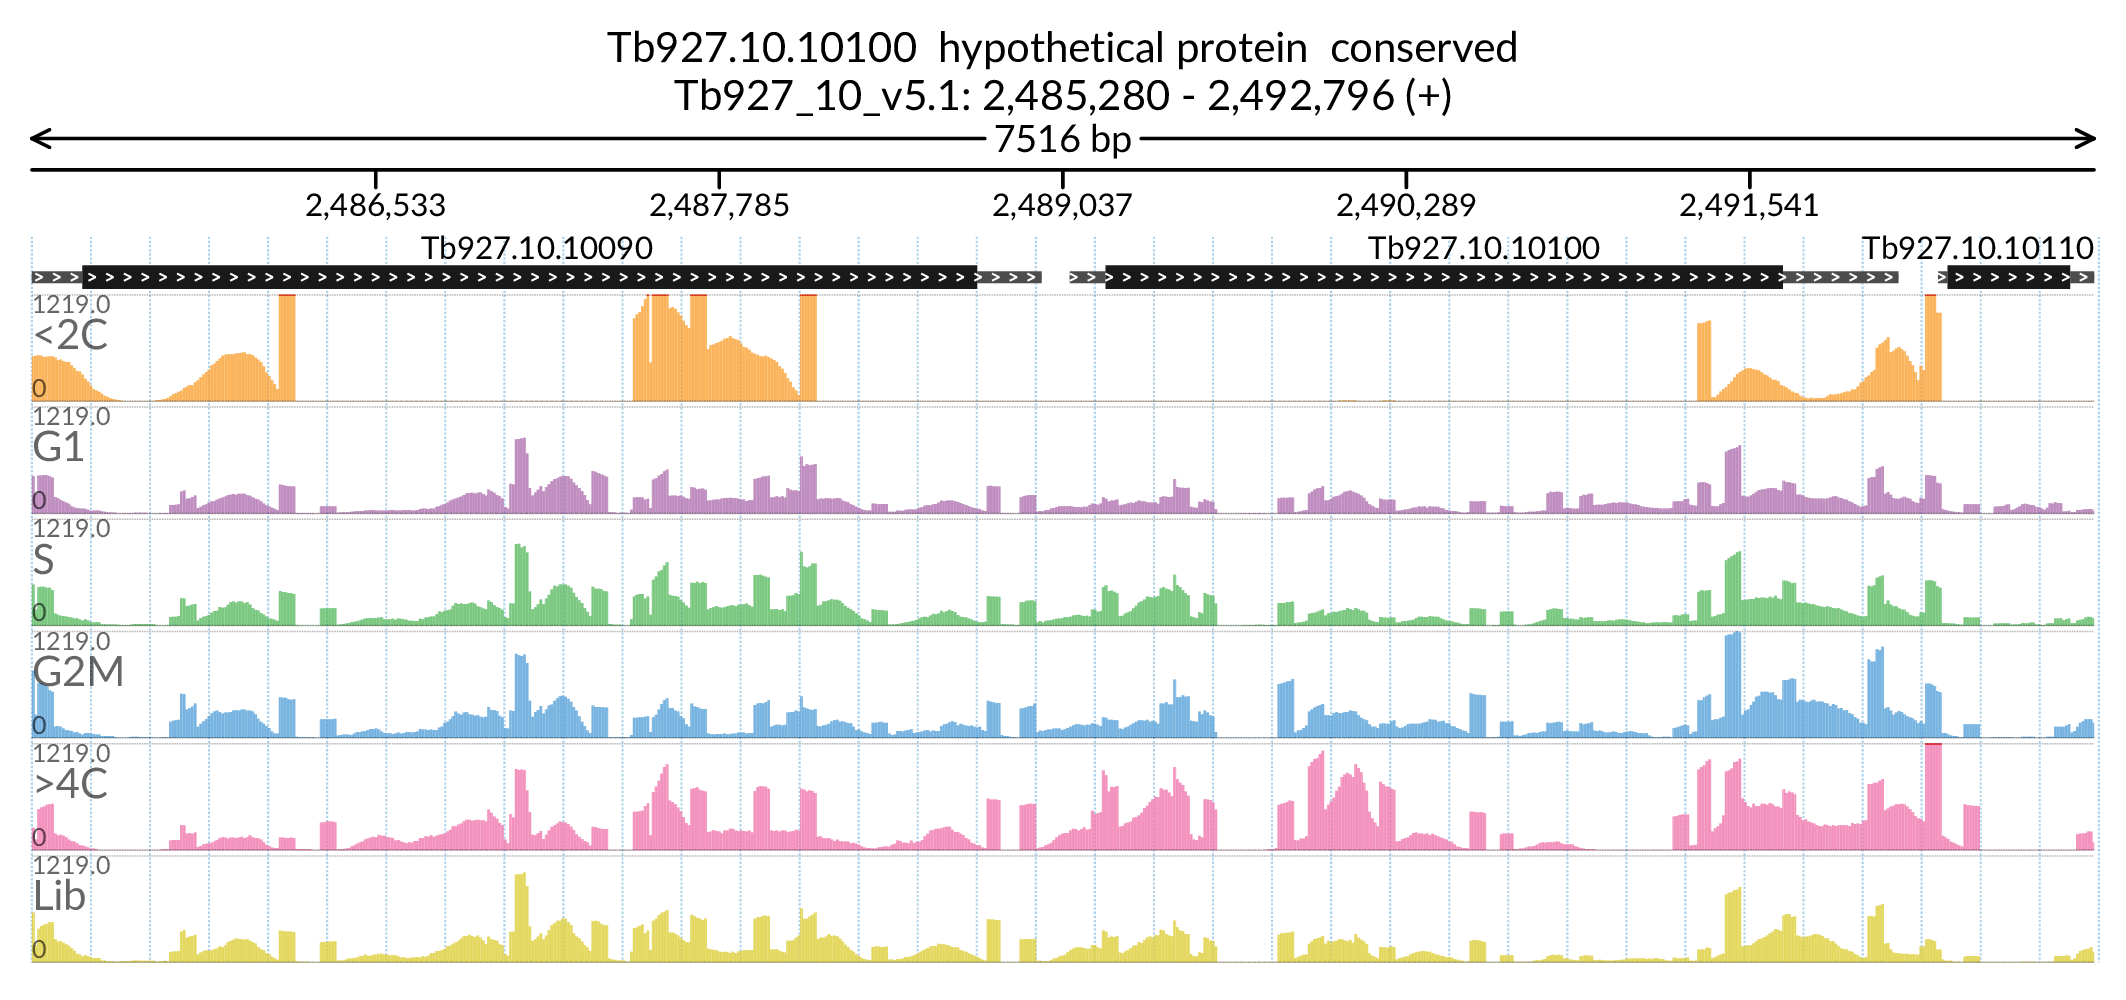 Tb927.10.10100  hypothetical protein  conserved
Tb927_10_v5.1: 2,485,280 - 2,492,796 (+)
7516 bp
2,486,533 2,487,785 2,489,037 2,490,289 2,491,541
Tb927.10.10090 Tb927.10.10100 Tb927.10.10110
1219.0
<2C
0
1219.0
G1
0
1219.0
S
0
1219.0
G2M
0
1219.0
>4C
0
1219.0
Lib
0